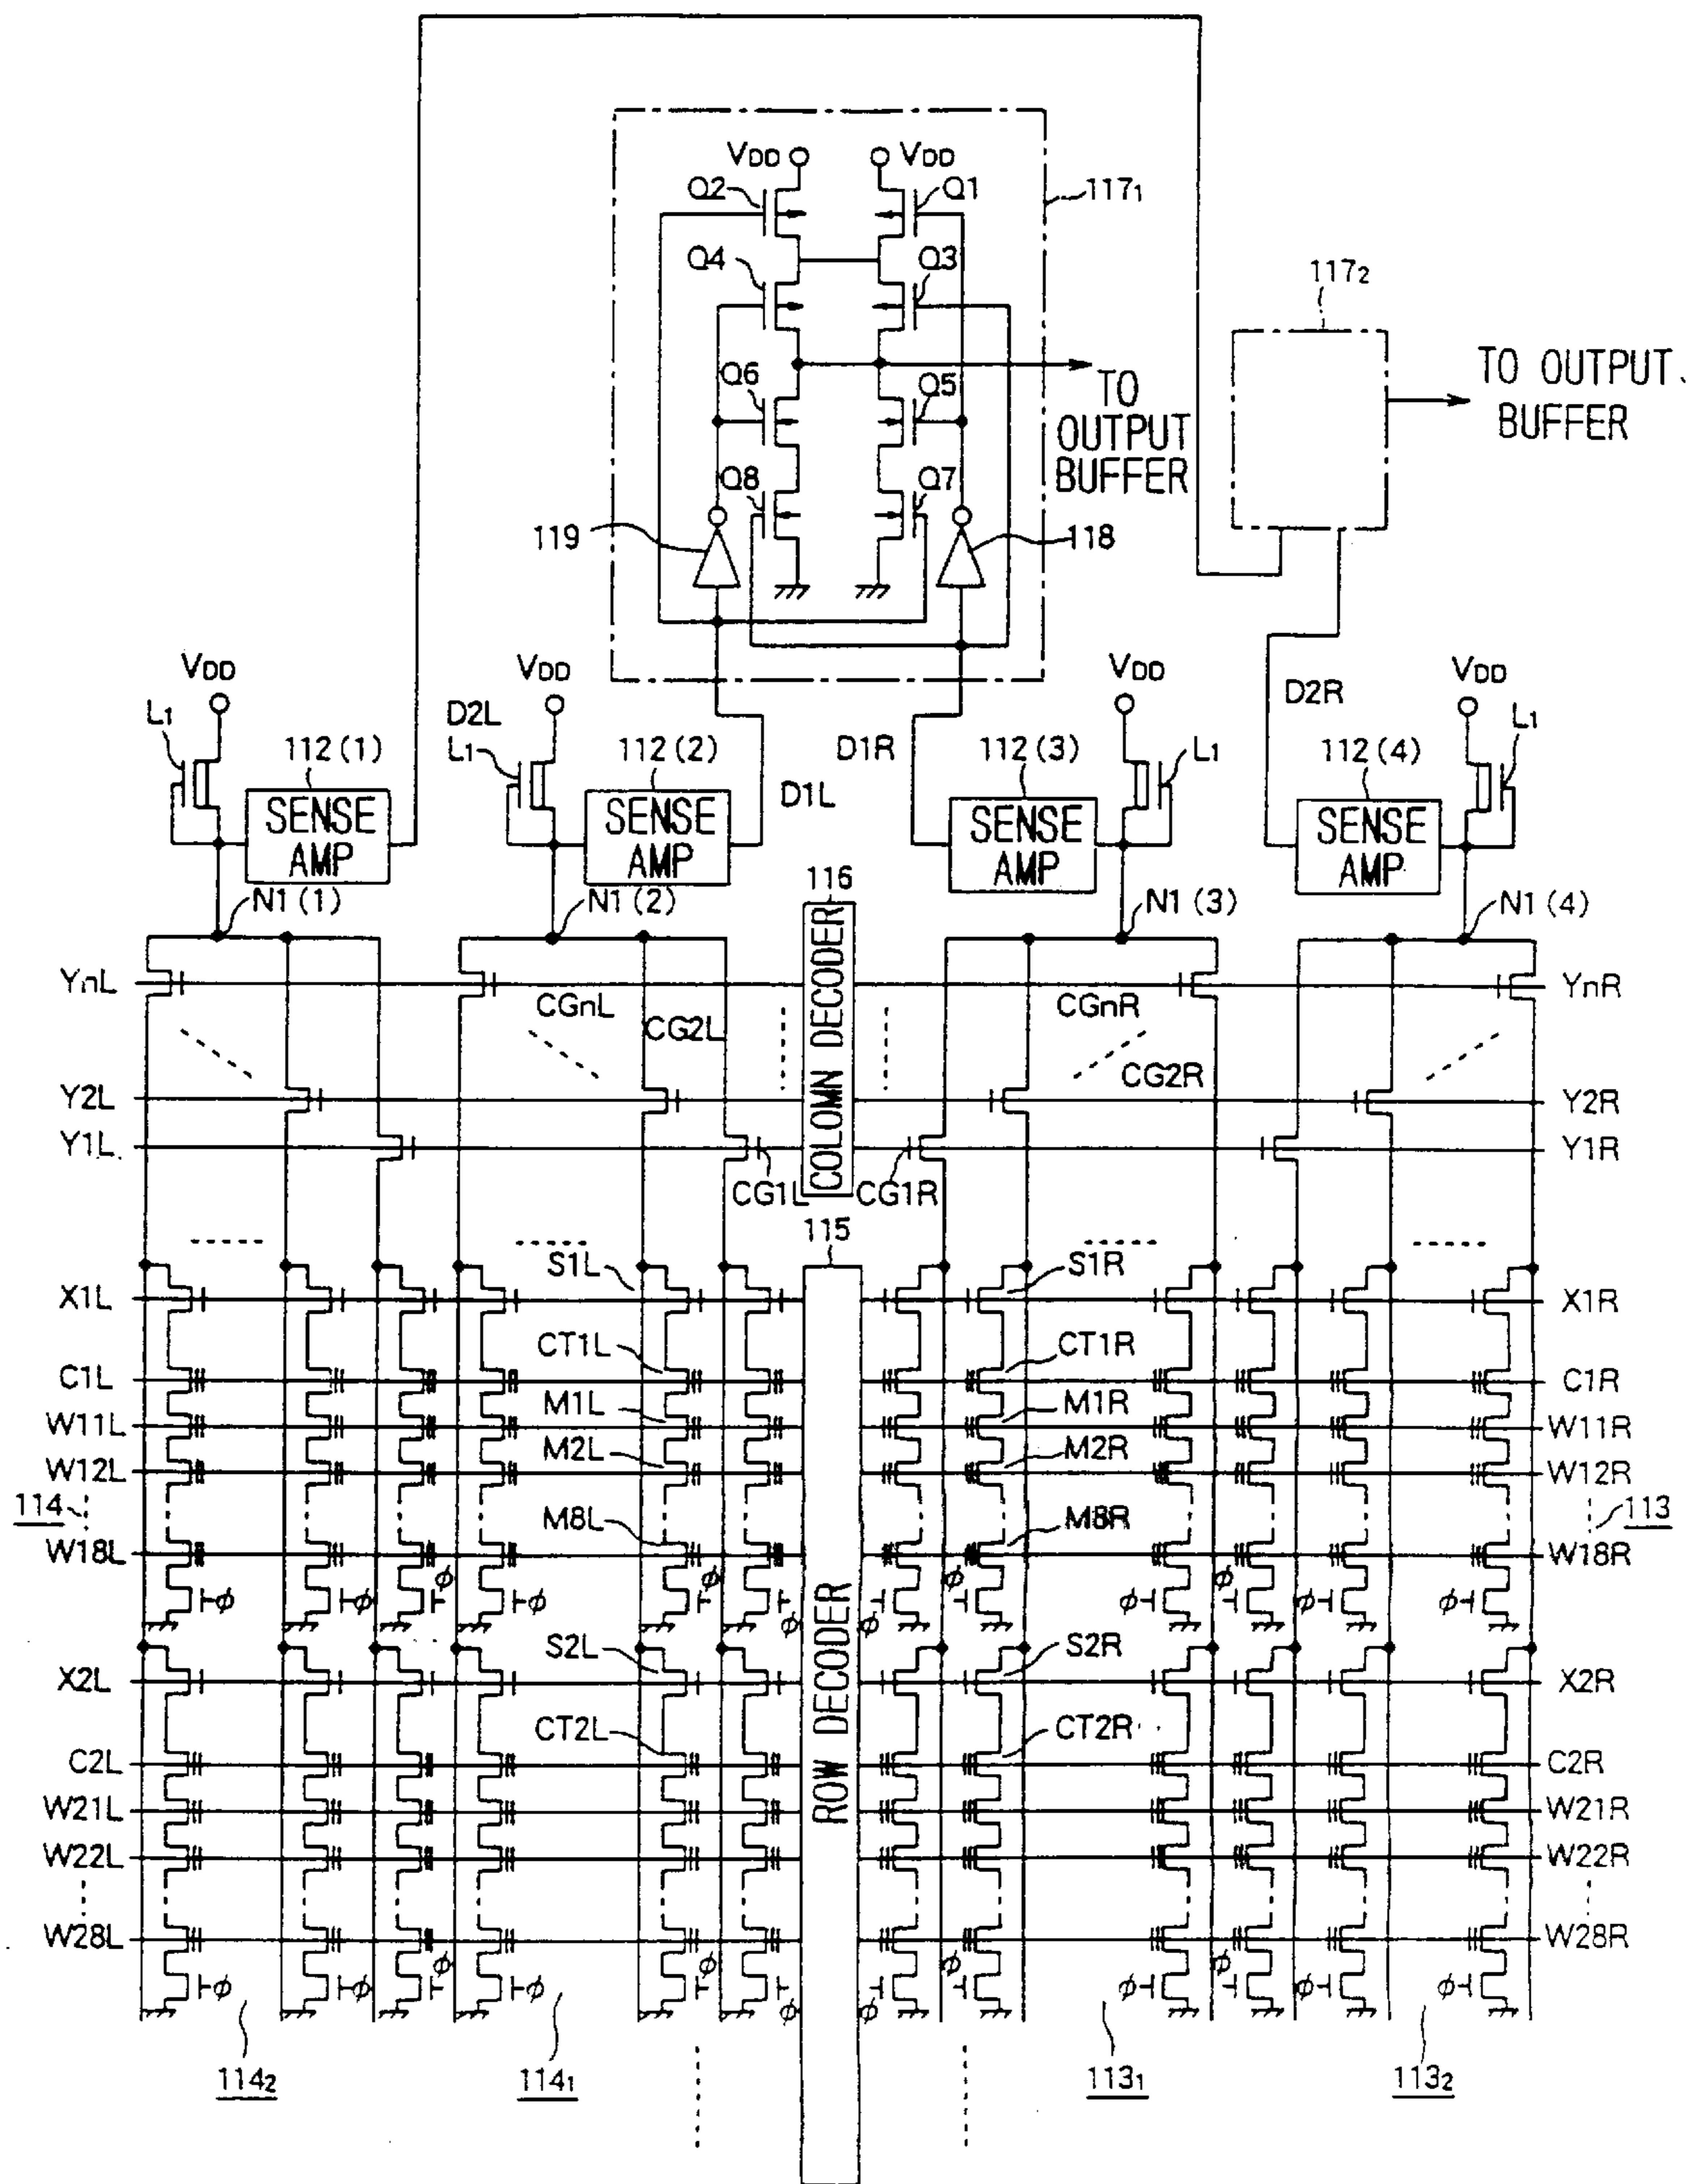 VDD VDD
Q2 Q1
117₁
Q4 Q3
117₂
Q6 Q5
TO OUTPUT BUFFER
TO OUTPUT. BUFFER
Q8 Q7
119 118
VDD VDD VDD VDD
D2R
L1 D2L L1 L1 L1
112(1) 112(2) D1L D1R 112(3) 112(4)
SENSE AMP SENSE AMP SENSE AMP SENSE AMP
116
N1(1) N1(2) N1(3) N1(4)
COLOMN DECODER
YnL CGnL CGnR YnR
CG2L
CG2R
Y2L Y2R
Y1L Y1R
CG1L CG1R
115
S1L S1R
X1L X1R
CT1L CT1R
C1L C1R
M1L M1R
W11L W11R
M2L M2R
W12L W12R
114 113
M8L M8R
W18L W18R
φ φ φ φ φ φ φ φ φ φ φ φ
ROW DECODER
S2L S2R
X2L X2R
CT2L CT2R
C2L C2R
W21L W21R
W22L W22R
W28L W28R
φ φ φ φ φ φ φ φ φ φ φ φ
114₂ 114₁ 113₁ 113₂